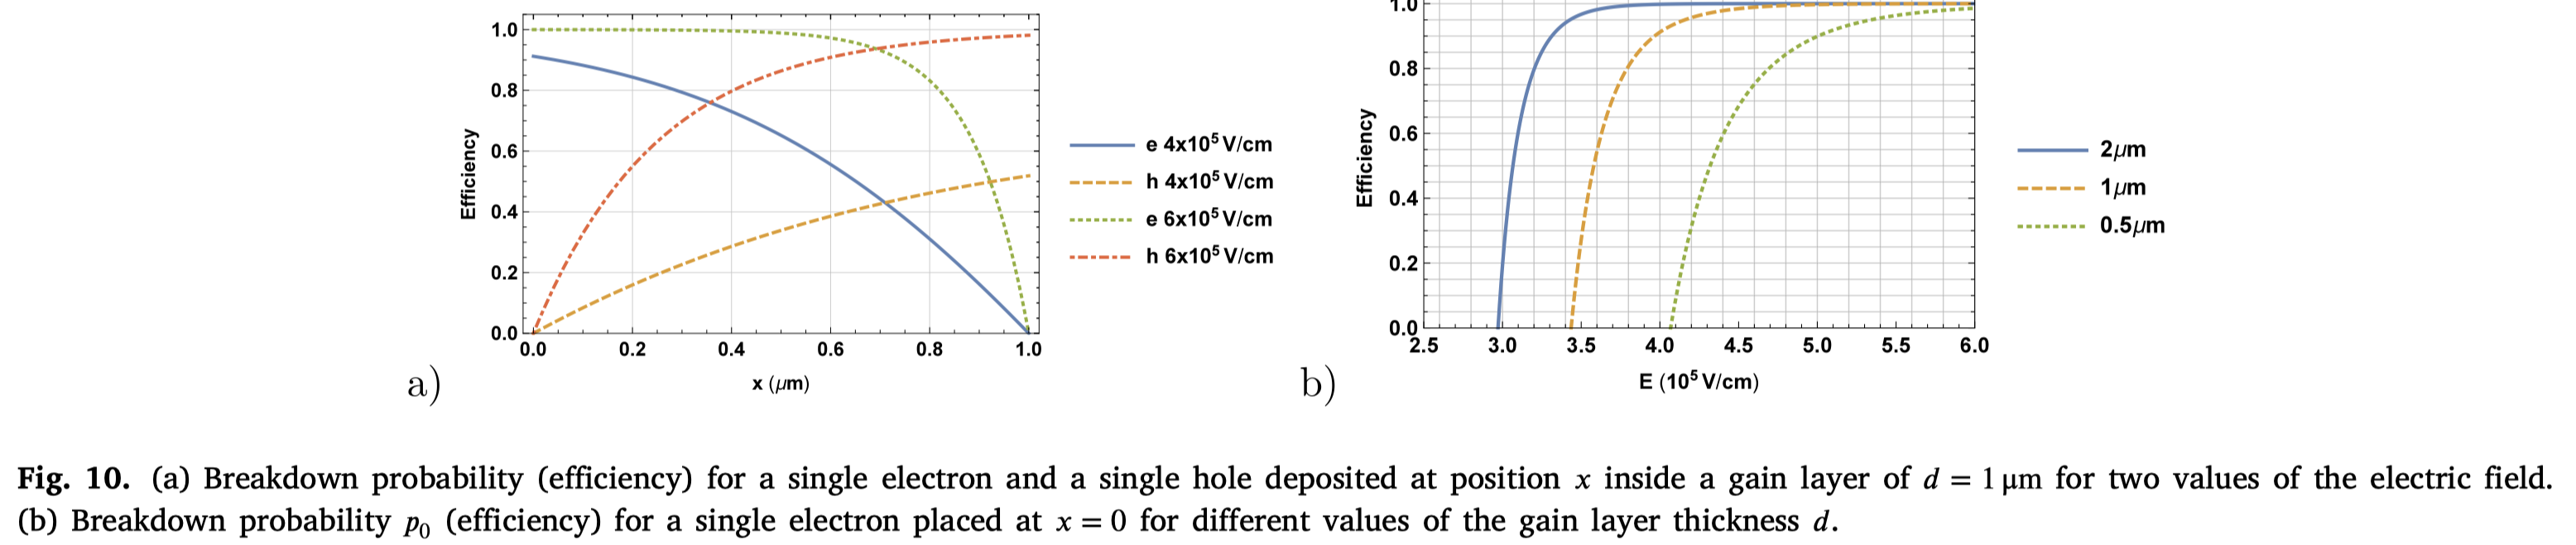 1.0
0.8
0.6
0.4
0.2
0.0
Efficiency
0.0 0.2 0.4 0.6 0.8 1.0
x (μm)
e 4x10⁵ V/cm
h 4x10⁵ V/cm
e 6x10⁵ V/cm
h 6x10⁵ V/cm
a)
1.0
0.8
0.6
0.4
0.2
0.0
Efficiency
2.5 3.0 3.5 4.0 4.5 5.0 5.5 6.0
E (10⁵ V/cm)
2μm
1μm
0.5μm
b)
Fig. 10. (a) Breakdown probability (efficiency) for a single electron and a single hole deposited at position x inside a gain layer of d = 1 μm for two values of the electric field.
(b) Breakdown probability p₀ (efficiency) for a single electron placed at x = 0 for different values of the gain layer thickness d.